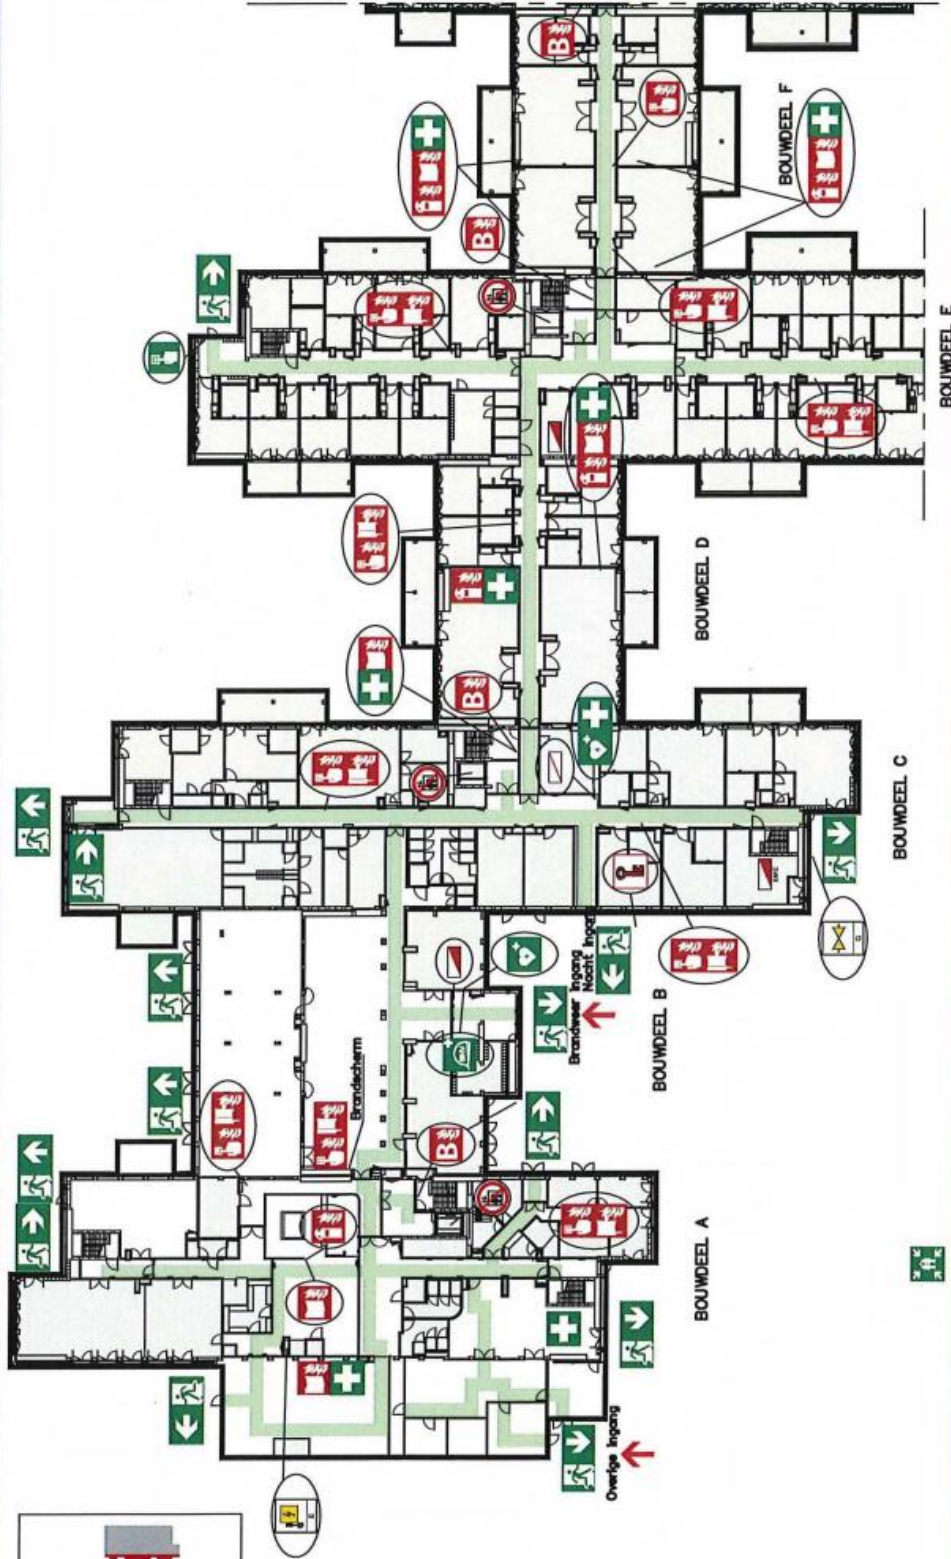 BOUWDEEL F
BOUWDEEL E
BOUWDEEL D
BOUWDEEL C
BOUWDEEL B
BOUWDEEL A
Brandweer Ingang
Nacht Ingang
Brandscherm
Overige Ingang
B
B
B
B